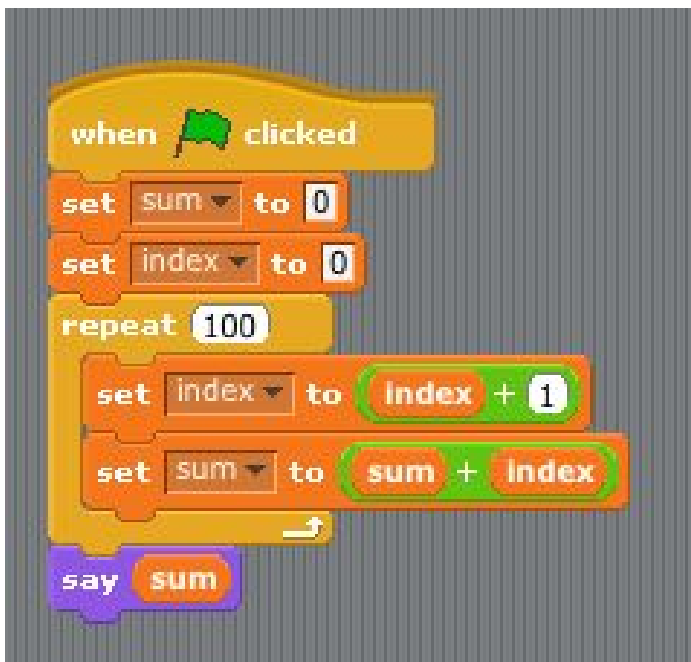 when clicked
set sum to 0
set index to 0
repeat 100
set index to index + 1
set sum to sum + index
say sum